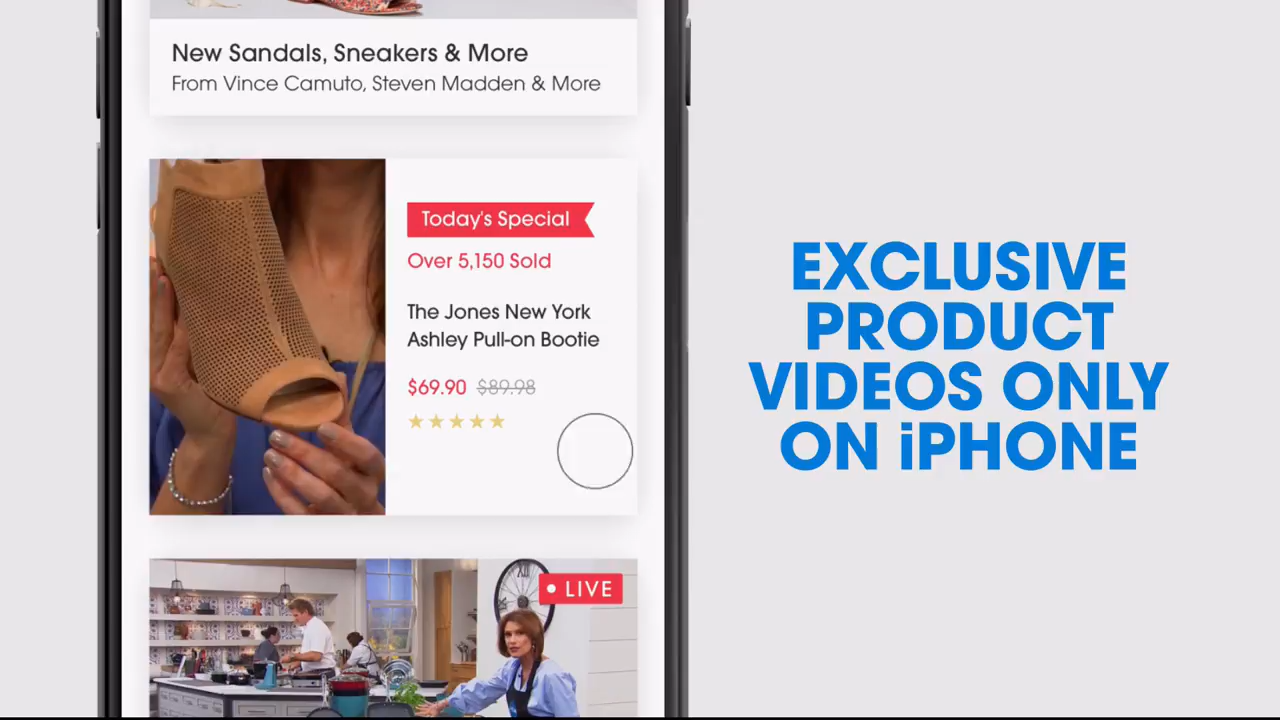 New Sandals, Sneakers & More
From Vince Camuto, Steven Madden & More
Today's Special
Over 5,150 Sold
The Jones New York
Ashley Pull-on Bootie
$69.90 $89.98
LIVE
EXCLUSIVE
PRODUCT
VIDEOS ONLY
ON iPHONE